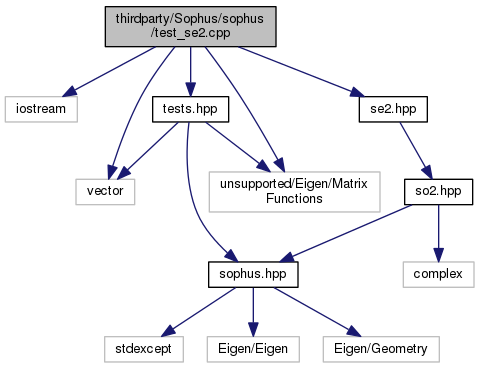 thirdparty/Sophus/sophus
/test_se2.cpp
iostream
tests.hpp
se2.hpp
vector
unsupported/Eigen/Matrix
Functions
so2.hpp
sophus.hpp
complex
stdexcept
Eigen/Eigen
Eigen/Geometry